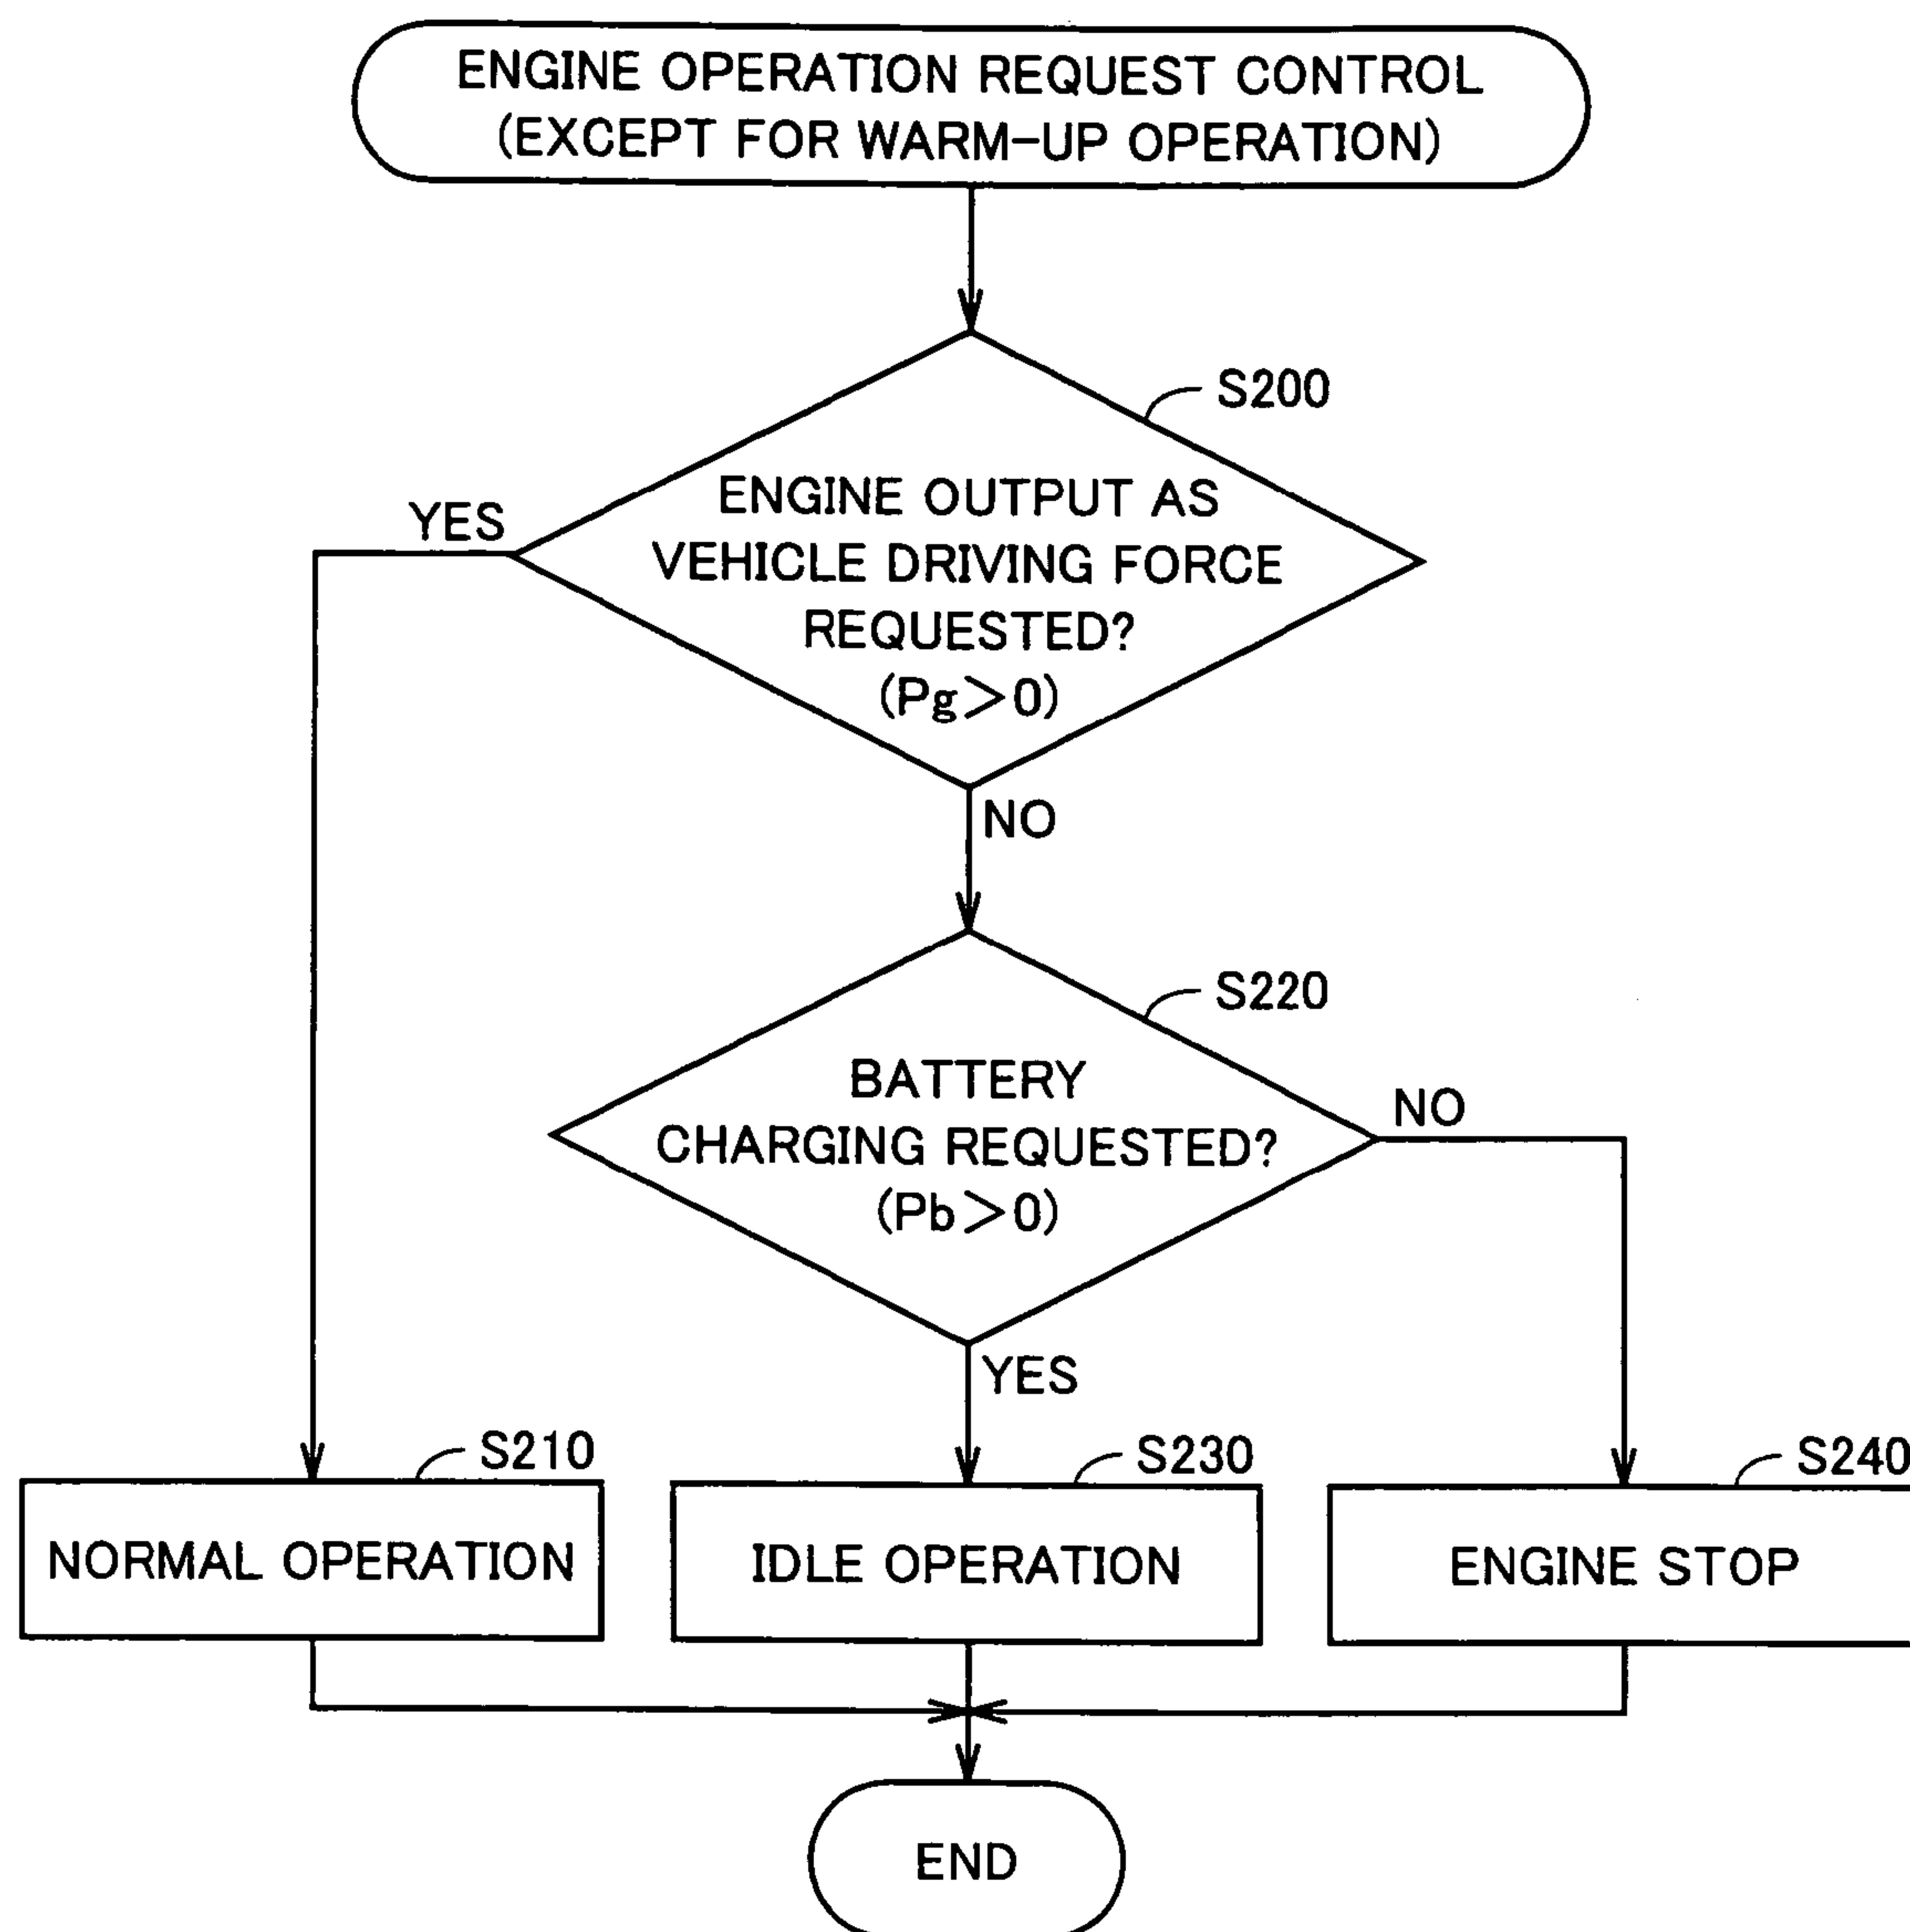 ENGINE OPERATION REQUEST CONTROL
(EXCEPT FOR WARM-UP OPERATION)
S200
ENGINE OUTPUT AS
VEHICLE DRIVING FORCE
REQUESTED?
(Pg>0)
YES
NO
S220
BATTERY
CHARGING REQUESTED?
(Pb>0)
NO
YES
S210
S230
S240
NORMAL OPERATION
IDLE OPERATION
ENGINE STOP
END